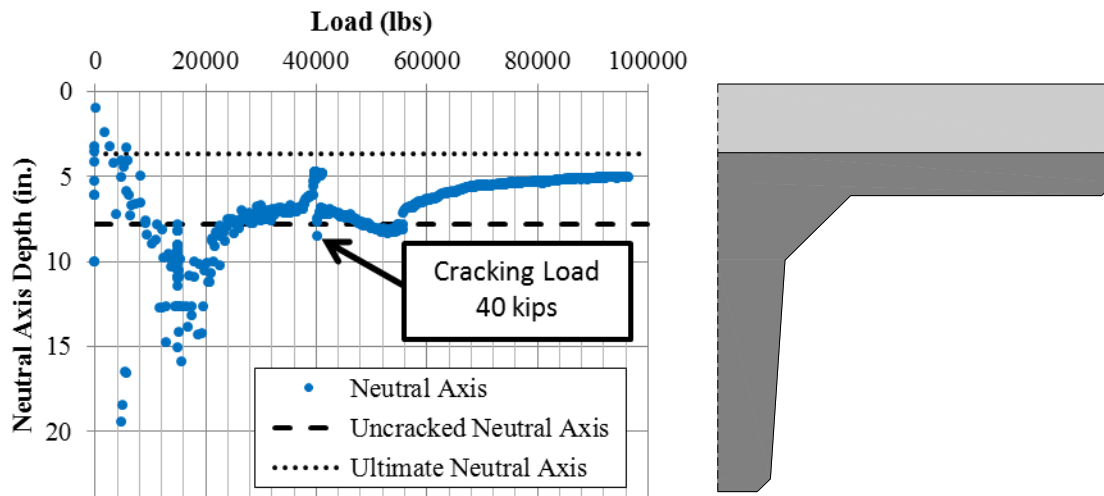 Load (lbs)
0 20000 40000 60000 80000 100000
0
5
10
15
20
Neutral Axis Depth (in.)
Cracking Load
40 kips
Neutral Axis
Uncracked Neutral Axis
Ultimate Neutral Axis